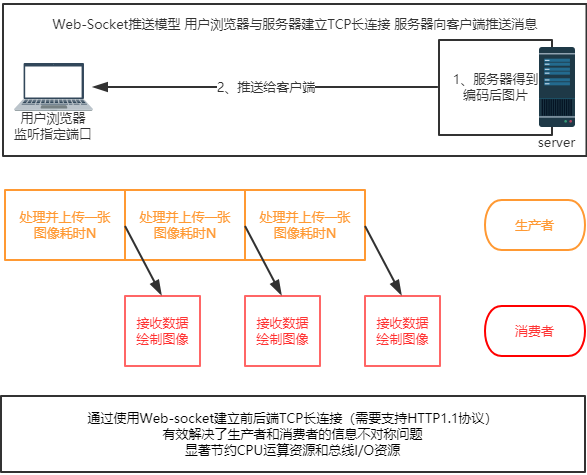 Web-Socket推送模型 用户浏览器与服务器建立TCP长连接 服务器向客户端推送消息
1、服务器得到
编码后图片
2、推送给客户端
用户浏览器
监听指定端口
server
处理并上传一张
图像耗时N
处理并上传一张
图像耗时N
处理并上传一张
图像耗时N
生产者
接收数据
绘制图像
接收数据
绘制图像
接收数据
绘制图像
消费者
通过使用Web-socket建立前后端TCP长连接（需要支持HTTP1.1协议）
有效解决了生产者和消费者的信息不对称问题
显著节约CPU运算资源和总线I/O资源